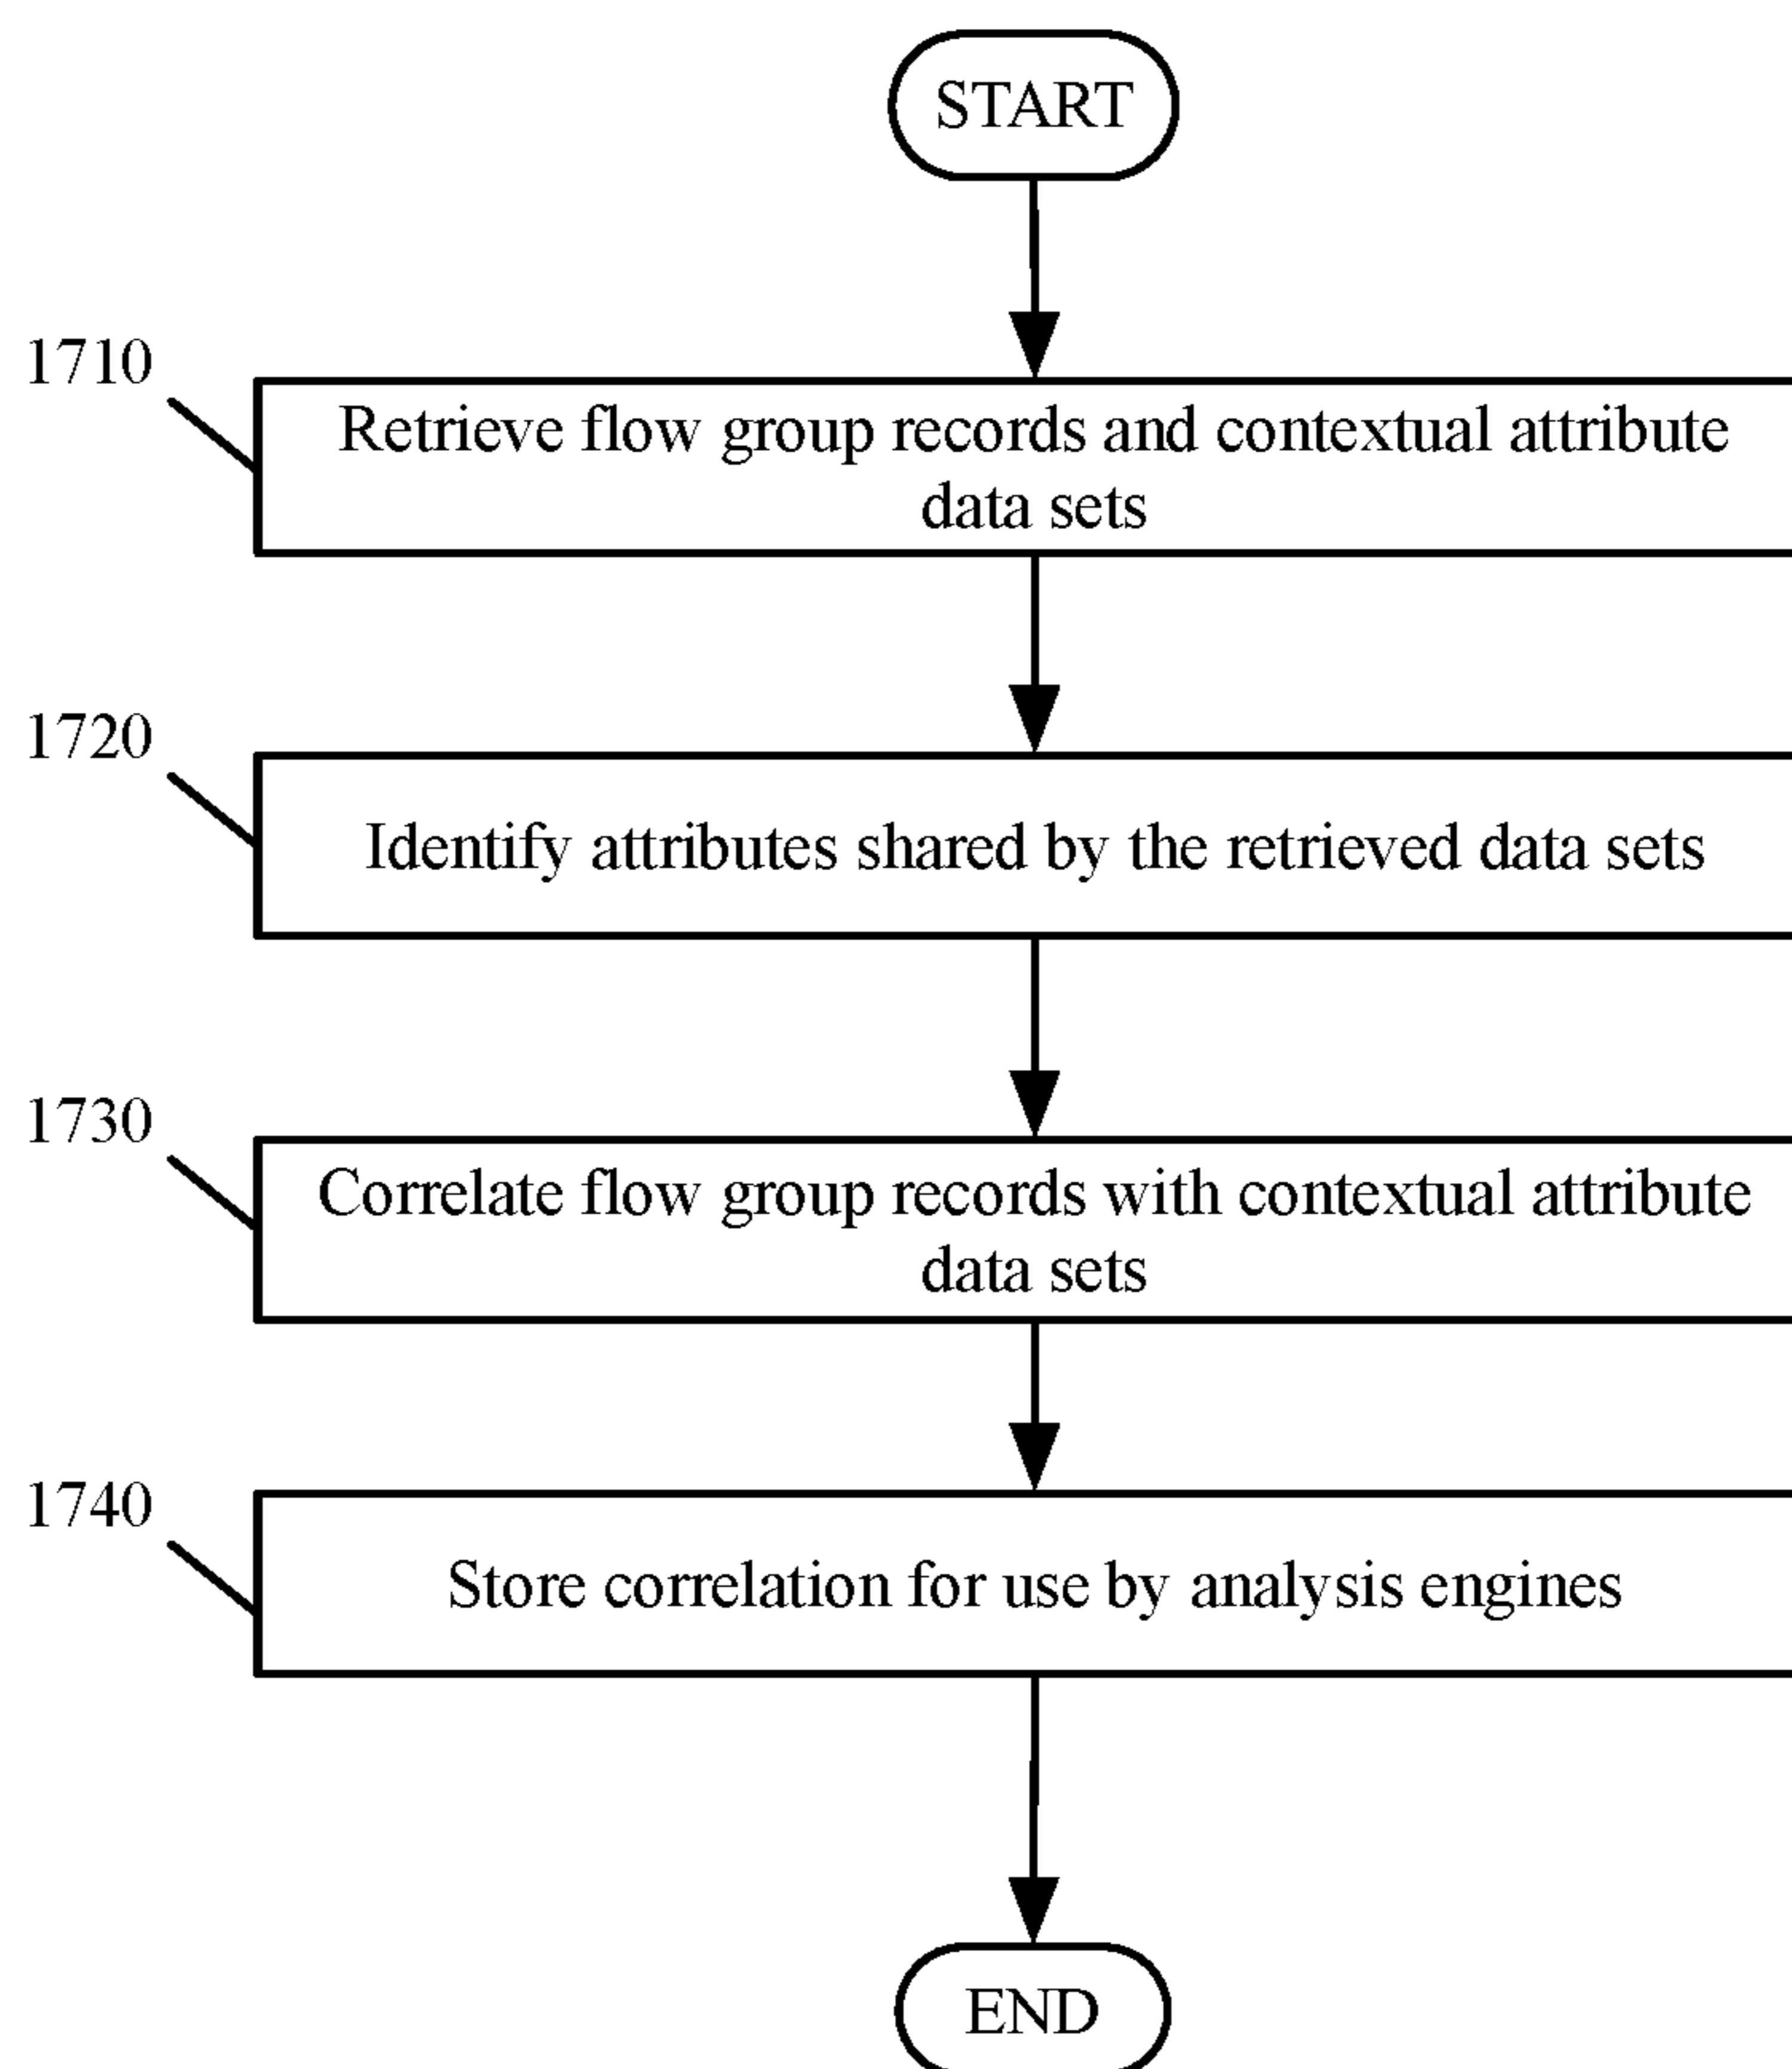 START
1710
Retrieve flow group records and contextual attribute
data sets
1720
Identify attributes shared by the retrieved data sets
1730
Correlate flow group records with contextual attribute
data sets
1740
Store correlation for use by analysis engines
END